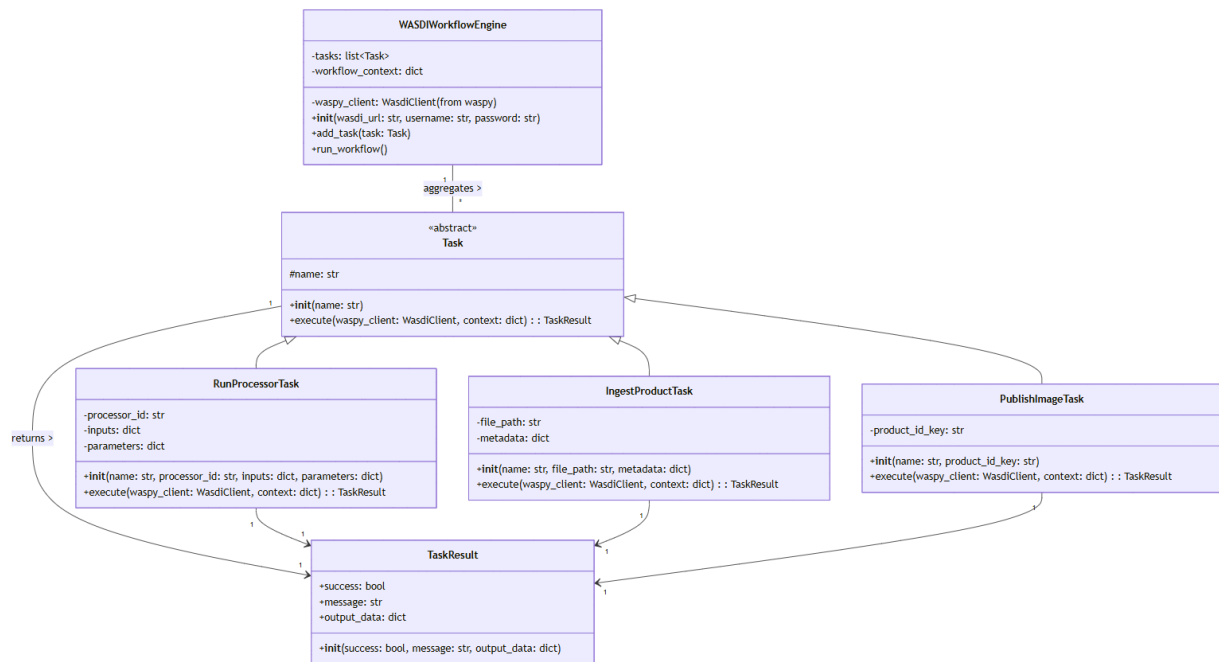 WASDIWorkflowEngine
-tasks: list<Task>
-workflow_context: dict
-waspy_client: WasdiClient(from waspy)
+init(wasdi_url: str, username: str, password: str)
+add_task(task: Task)
+run_workflow()
1
aggregates >
*
«abstract»
Task
#name: str
+init(name: str)
+execute(waspy_client: WasdiClient, context: dict) : : TaskResult
1
returns >
RunProcessorTask
-processor_id: str
-inputs: dict
-parameters: dict
+init(name: str, processor_id: str, inputs: dict, parameters: dict)
+execute(waspy_client: WasdiClient, context: dict) : : TaskResult
IngestProductTask
-file_path: str
-metadata: dict
+init(name: str, file_path: str, metadata: dict)
+execute(waspy_client: WasdiClient, context: dict) : : TaskResult
PublishImageTask
-product_id_key: str
+init(name: str, product_id_key: str)
+execute(waspy_client: WasdiClient, context: dict) : : TaskResult
1
1
1
1
1
1
1
TaskResult
+success: bool
+message: str
+output_data: dict
+init(success: bool, message: str, output_data: dict)